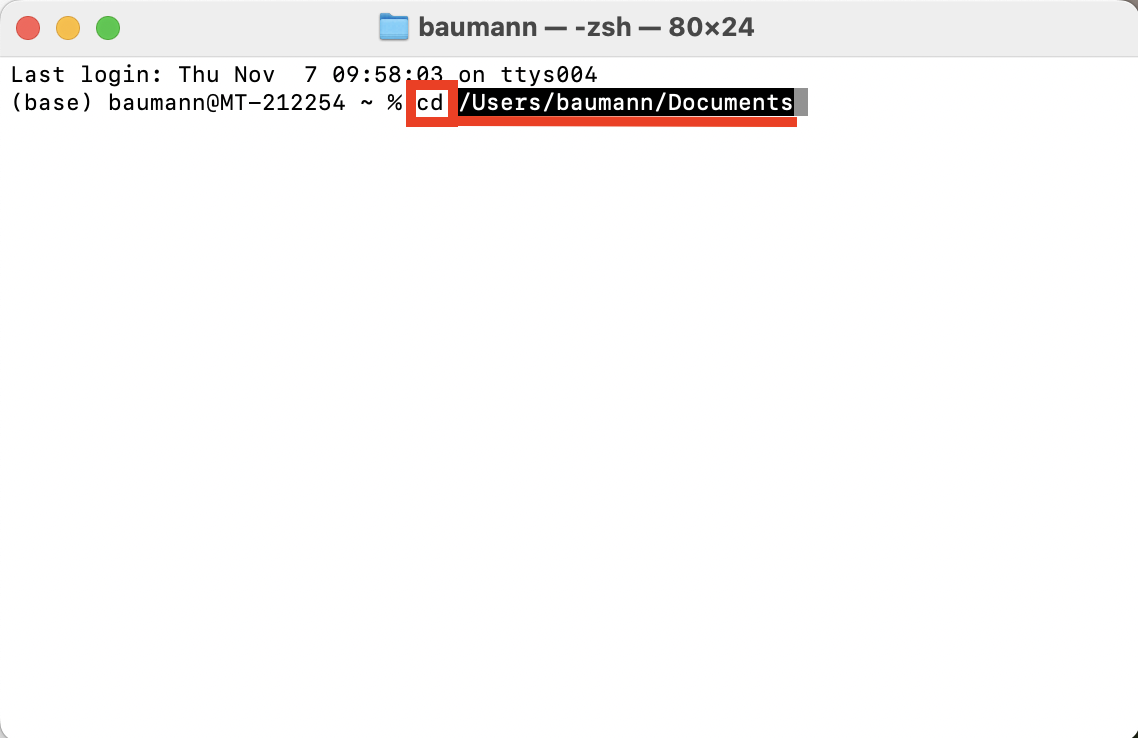 baumann — -zsh — 80×24
Last login: Thu Nov  7 09:58:03 on ttys004
(base) baumann@MT-212254 ~ % cd /Users/baumann/Documents